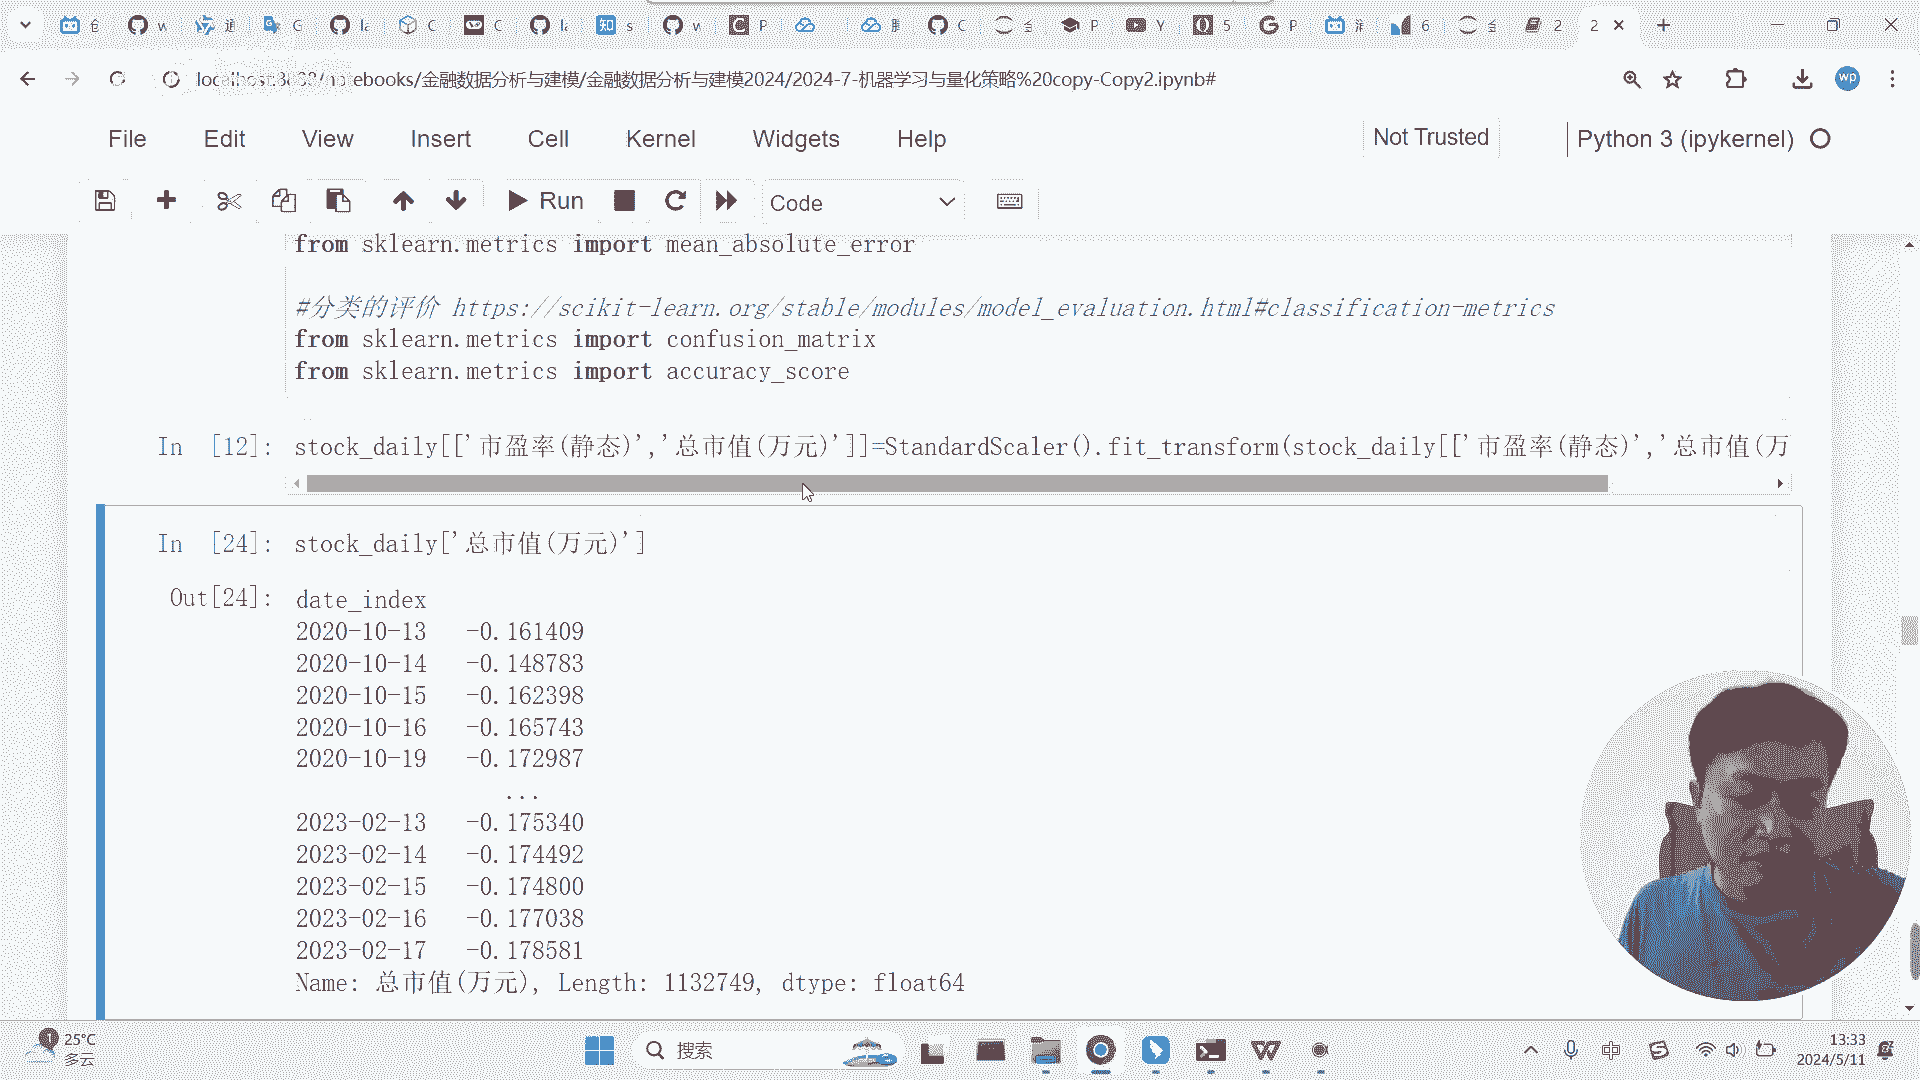 localhost:8888/notebooks/金融数据分析与建模/金融数据分析与建模2024/2024-7-机器学习与量化策略%20copy-Copy2.ipynb#
wp
File Edit View Insert Cell Kernel Widgets Help
Not Trusted
Python 3 (ipykernel)
Run
Code
from sklearn.metrics import mean_absolute_error
#分类的评价 https://scikit-learn.org/stable/modules/model_evaluation.html#classification-metrics
from sklearn.metrics import confusion_matrix
from sklearn.metrics import accuracy_score
In [12]: stock_daily[['市盈率(静态)','总市值(万元)']]=StandardScaler().fit_transform(stock_daily[['市盈率(静态)','总市值(万
In [24]: stock_daily['总市值(万元)']
Out[24]: date_index
2020-10-13 -0.161409
2020-10-14 -0.148783
2020-10-15 -0.162398
2020-10-16 -0.165743
2020-10-19 -0.172987
...
2023-02-13 -0.175340
2023-02-14 -0.174492
2023-02-15 -0.174800
2023-02-16 -0.177038
2023-02-17 -0.178581
Name: 总市值(万元), Length: 1132749, dtype: float64
25°C
多云
搜索
中
13:33
2024/5/11